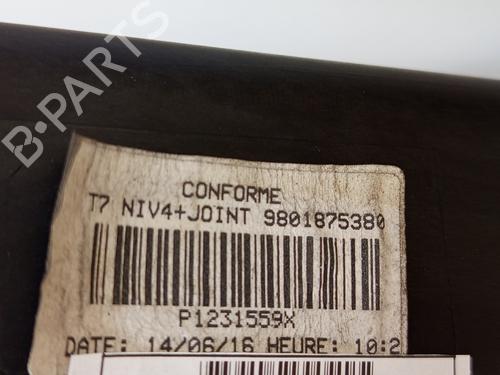 B-PARTS
CONFORME
T7 NIV4+JOINT 9801875380
P1231559X
DATE: 14/06/16 HEURE: 10:2